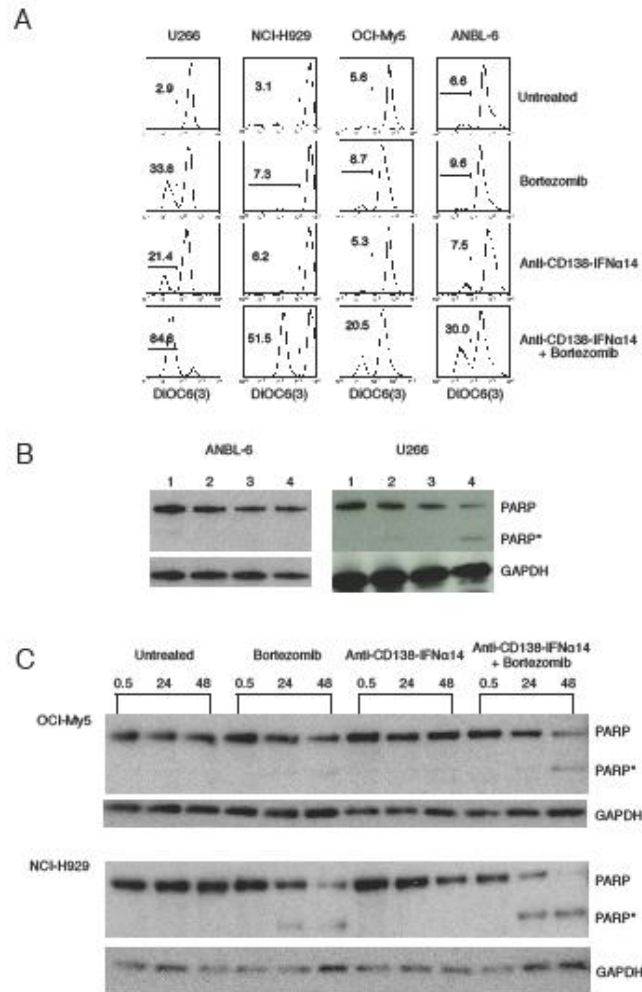 A
U266 NCI-H929 OCI-My5 ANBL-6
2.9 3.1 5.6 6.6 Untreated
33.8 7.3 8.7 9.6 Bortezomib
21.4 6.2 5.3 7.5 Anti-CD138-IFNα14
84.8 51.5 20.5 30.0 Anti-CD138-IFNα14
+ Bortezomib
DiOC6(3) DiOC6(3) DiOC6(3) DiOC6(3)
B
ANBL-6 U266
1 2 3 4 1 2 3 4
PARP
PARP*
GAPDH
C
Untreated Bortezomib Anti-CD138-IFNα14 Anti-CD138-IFNα14
+ Bortezomib
0.5 24 48 0.5 24 48 0.5 24 48 0.5 24 48
OCI-My5
PARP
PARP*
GAPDH
NCI-H929
PARP
PARP*
GAPDH